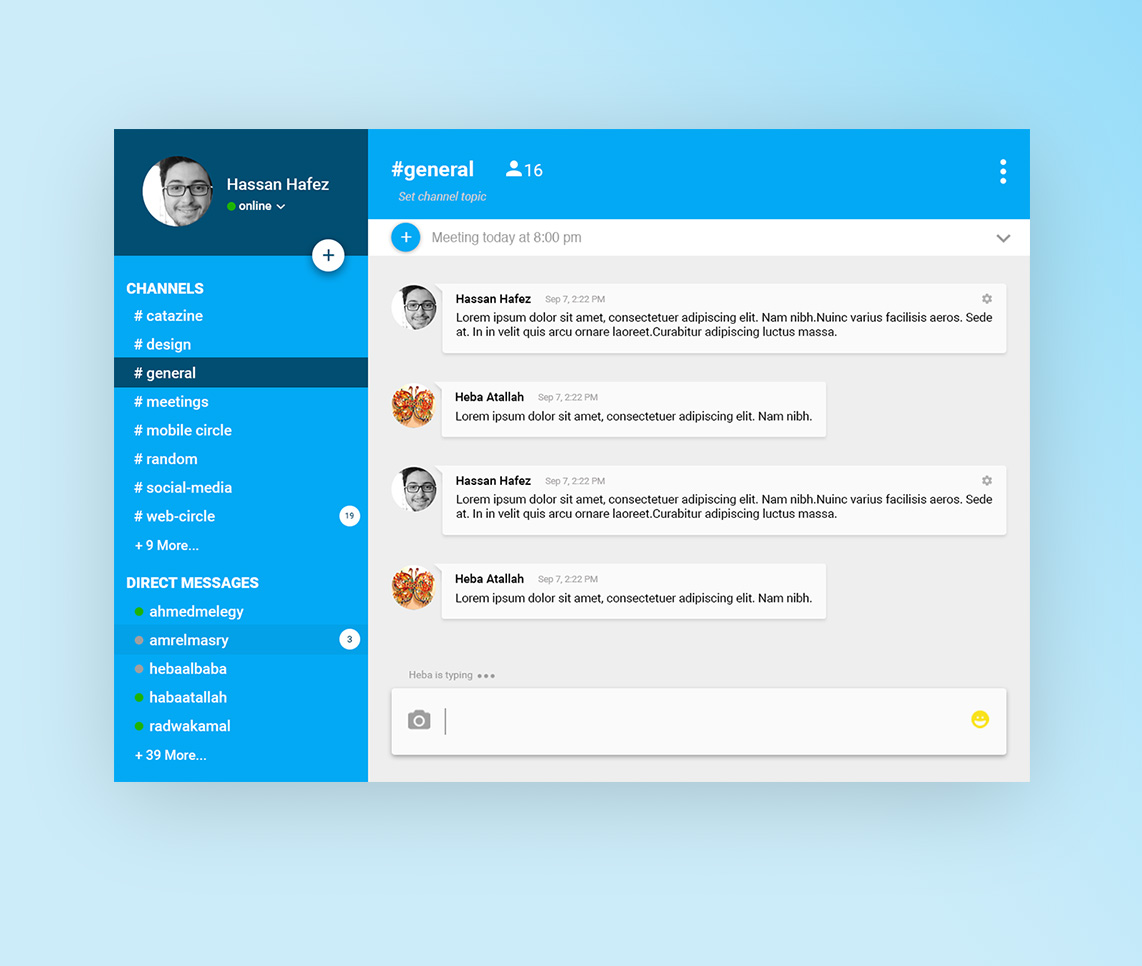 Hassan Hafez
online
+
CHANNELS
# catazine
# design
# general
# meetings
# mobile circle
# random
# social-media
# web-circle 19
+ 9 More...
DIRECT MESSAGES
ahmedmelegy
amrelmasry 3
hebaalbaba
habaatallah
radwakamal
+ 39 More...
#general 16
Set channel topic
+ Meeting today at 8:00 pm
Hassan Hafez Sep 7, 2:22 PM
Lorem ipsum dolor sit amet, consectetuer adipiscing elit. Nam nibh.Nuinc varius facilisis aeros. Sede
at. In in velit quis arcu ornare laoreet.Curabitur adipiscing luctus massa.
Heba Atallah Sep 7, 2:22 PM
Lorem ipsum dolor sit amet, consectetuer adipiscing elit. Nam nibh.
Hassan Hafez Sep 7, 2:22 PM
Lorem ipsum dolor sit amet, consectetuer adipiscing elit. Nam nibh.Nuinc varius facilisis aeros. Sede
at. In in velit quis arcu ornare laoreet.Curabitur adipiscing luctus massa.
Heba Atallah Sep 7, 2:22 PM
Lorem ipsum dolor sit amet, consectetuer adipiscing elit. Nam nibh.
Heba is typing